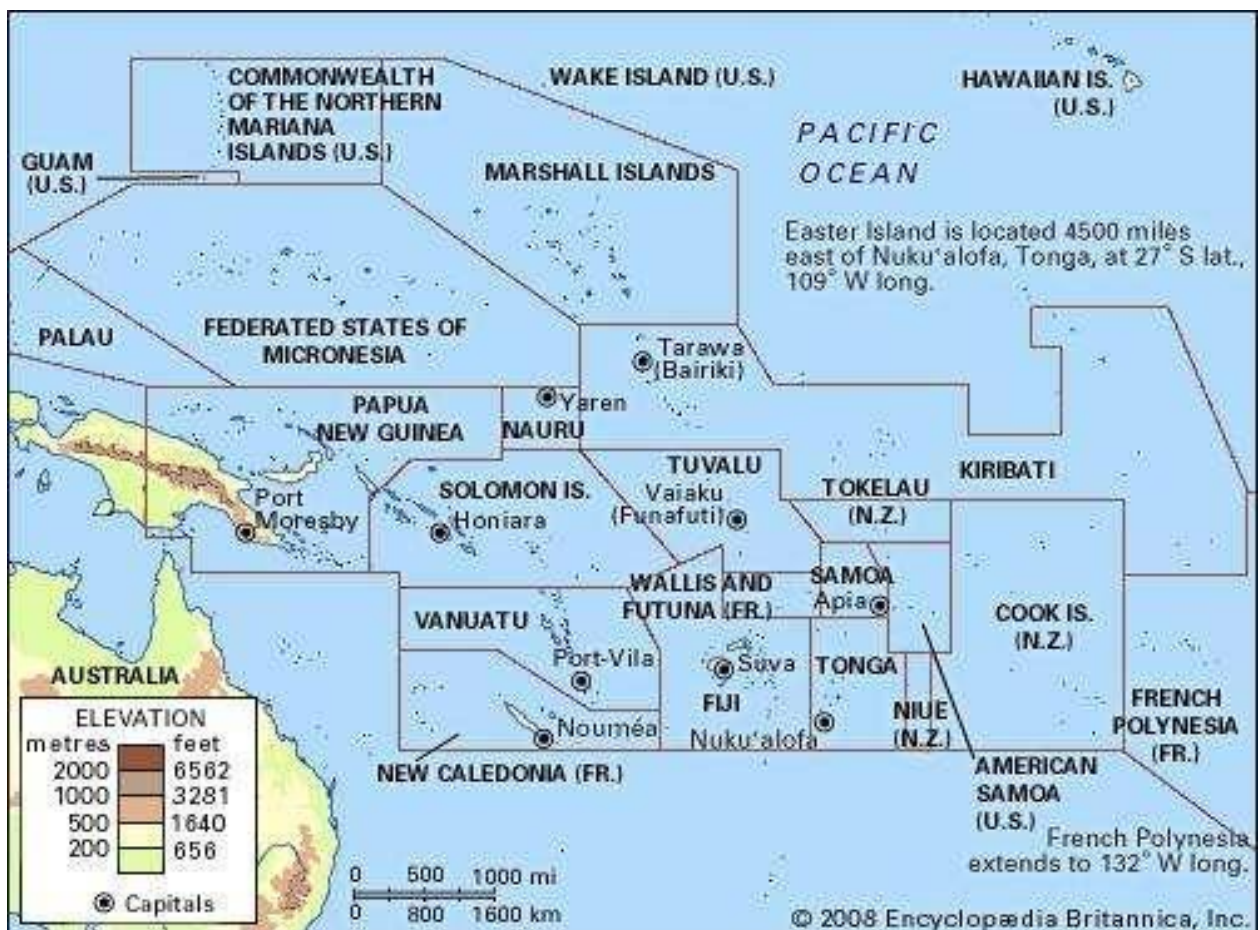 COMMONWEALTH
OF THE NORTHERN
MARIANA
ISLANDS (U.S.)
WAKE ISLAND (U.S.)
HAWAIIAN IS.
(U.S.)
PACIFIC
OCEAN
GUAM
(U.S.)
MARSHALL ISLANDS
Easter Island is located 4500 miles
east of Nukuʻalofa, Tonga, at 27° S lat.,
109° W long.
PALAU
FEDERATED STATES OF
MICRONESIA
Tarawa
(Bairiki)
Yaren
PAPUA
NEW GUINEA
NAURU
KIRIBATI
TUVALU
Vaiaku
(Funafuti)
TOKELAU
(N.Z.)
SOLOMON IS.
Honiara
Port
Moresby
WALLIS AND
FUTUNA (FR.)
SAMOA
Apia
COOK IS.
(N.Z.)
VANUATU
Port-Vila
Suva
FIJI
TONGA
Nukuʻalofa
NIUE
(N.Z.)
FRENCH
POLYNESIA
(FR.)
AUSTRALIA
Nouméa
NEW CALEDONIA (FR.)
AMERICAN
SAMOA
(U.S.)
French Polynesia
extends to 132° W long.
ELEVATION
metres feet
2000 6562
1000 3281
500 1640
200 656
Capitals
0 500 1000 mi
0 800 1600 km
© 2008 Encyclopædia Britannica, Inc.